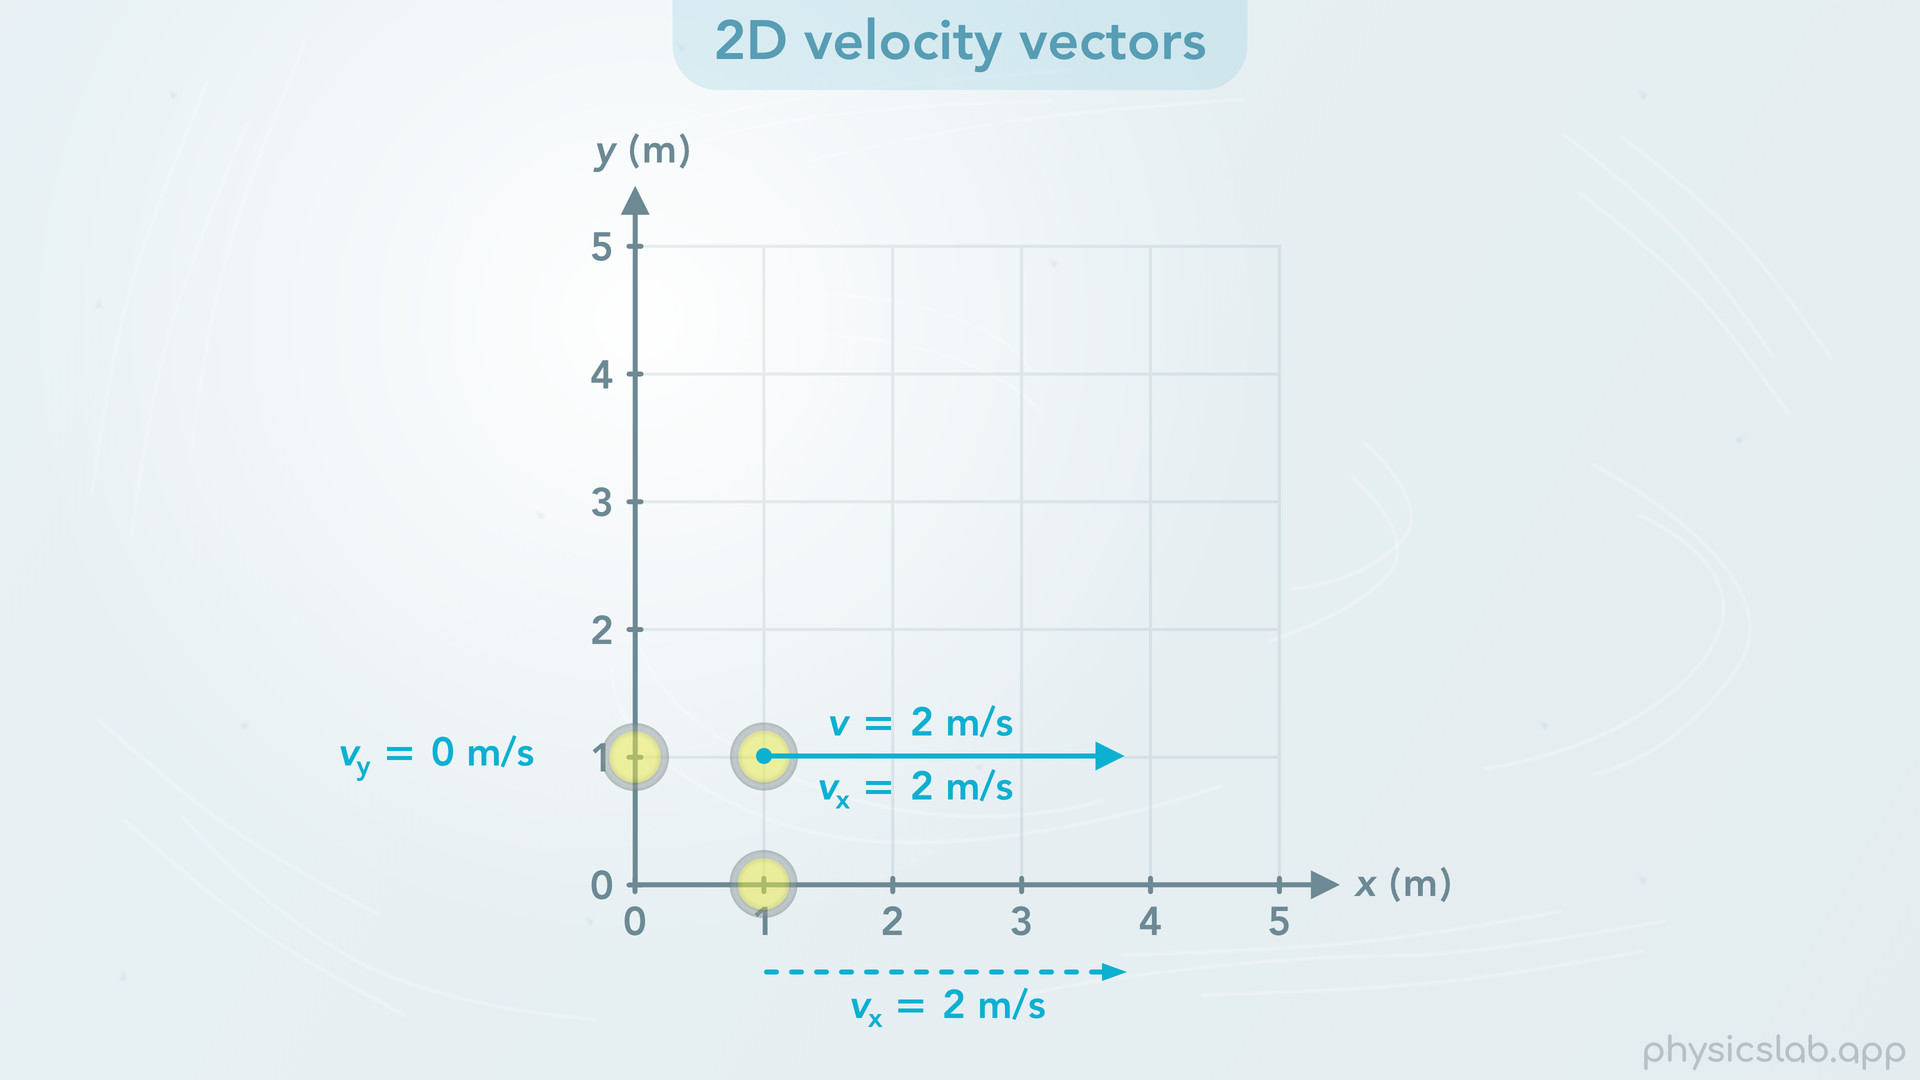 2D velocity vectors
y (m)
5
4
3
2
1
0
v = 2 m/s
vx = 2 m/s
vy = 0 m/s
0 1 2 3 4 5
x (m)
vx = 2 m/s
physicslab.app